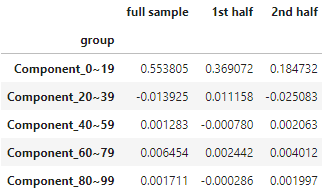 full sample 1st half 2nd half
group
Component_0~19 0.553805 0.369072 0.184732
Component_20~39 -0.013925 0.011158 -0.025083
Component_40~59 0.001283 -0.000780 0.002063
Component_60~79 0.006454 0.002442 0.004012
Component_80~99 0.001711 -0.000286 0.001997